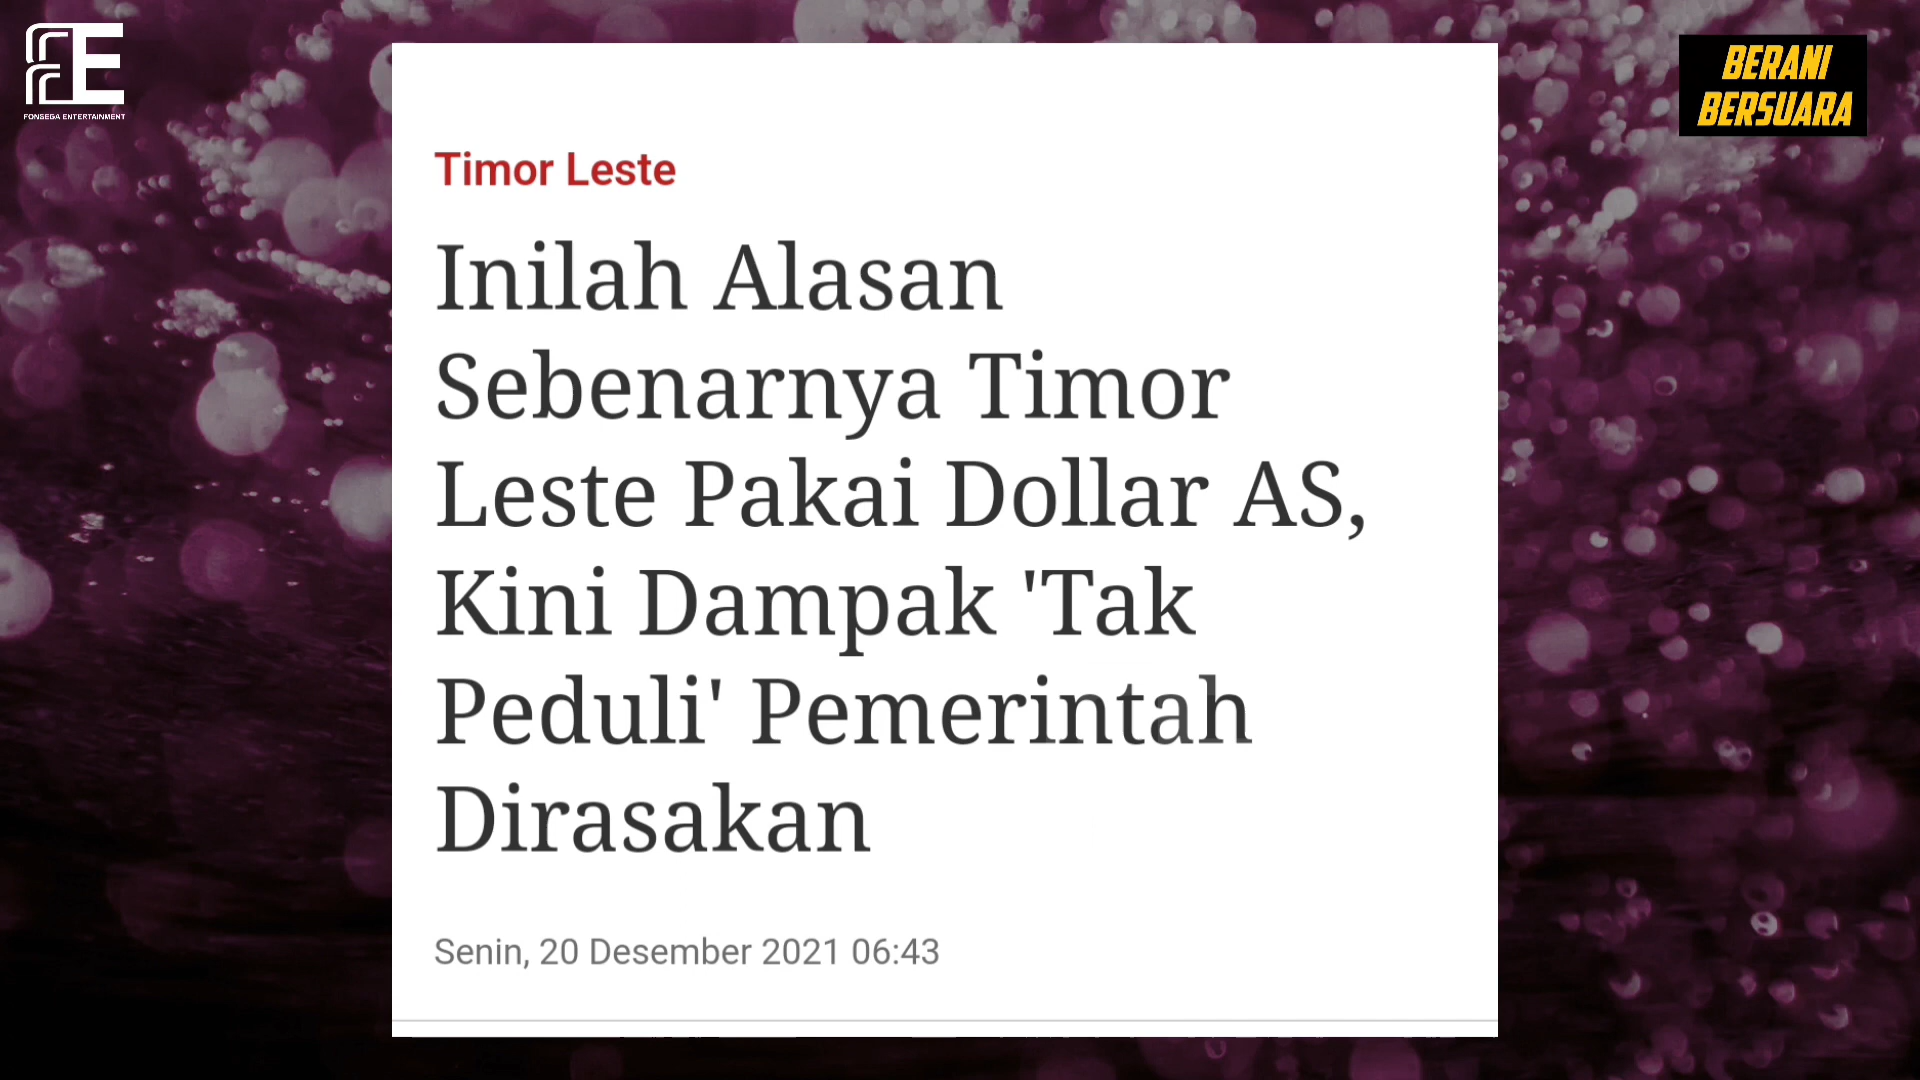 FONSEGA ENTERTAINMENT
BERANI
BERSUARA
Timor Leste
Inilah Alasan
Sebenarnya Timor
Leste Pakai Dollar AS,
Kini Dampak 'Tak
Peduli' Pemerintah
Dirasakan
Senin, 20 Desember 2021 06:43